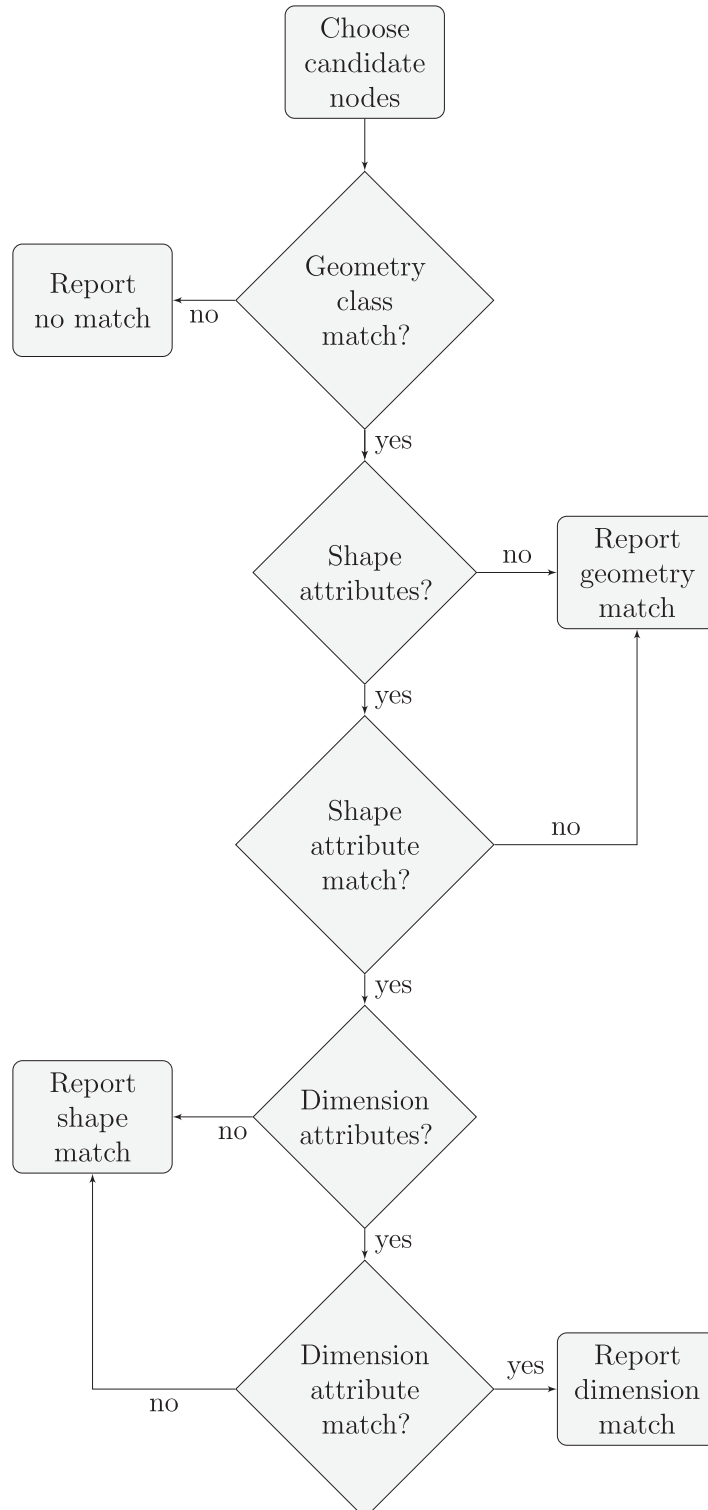 Choose
candidate
nodes
Geometry
class
match?
Report
no match
no
yes
Shape
attributes?
no
Report
geometry
match
yes
Shape
attribute
match?
no
yes
Dimension
attributes?
no
Report
shape
match
yes
Dimension
attribute
match?
no
yes
Report
dimension
match